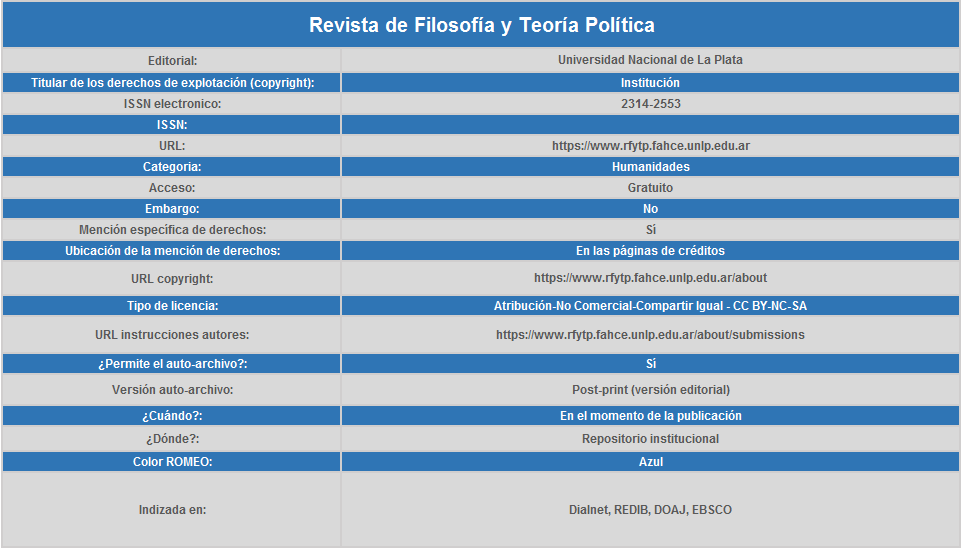 Revista de Filosofía y Teoría Política
Editorial: Universidad Nacional de La Plata
Titular de los derechos de explotación (copyright): Institución
ISSN electronico: 2314-2553
ISSN:
URL: https://www.rfytp.fahce.unlp.edu.ar
Categoría: Humanidades
Acceso: Gratuito
Embargo: No
Mención específica de derechos: Sí
Ubicación de la mención de derechos: En las páginas de créditos
URL copyright: https://www.rfytp.fahce.unlp.edu.ar/about
Tipo de licencia: Atribución-No Comercial-Compartir Igual - CC BY-NC-SA
URL instrucciones autores: https://www.rfytp.fahce.unlp.edu.ar/about/submissions
¿Permite el auto-archivo?: Sí
Versión auto-archivo: Post-print (versión editorial)
¿Cuándo?: En el momento de la publicación
¿Dónde?: Repositorio institucional
Color ROMEO: Azul
Indizada en: Dialnet, REDIB, DOAJ, EBSCO